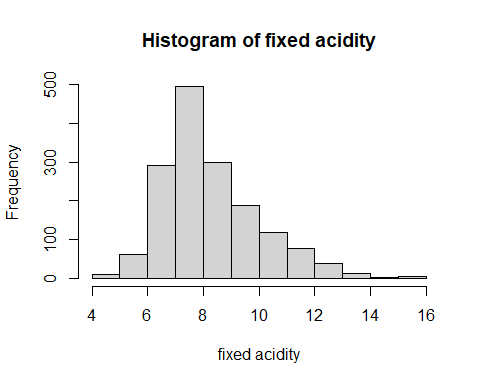 Histogram of fixed acidity
Frequency
500
300
100
0
4 6 8 10 12 14 16
fixed acidity